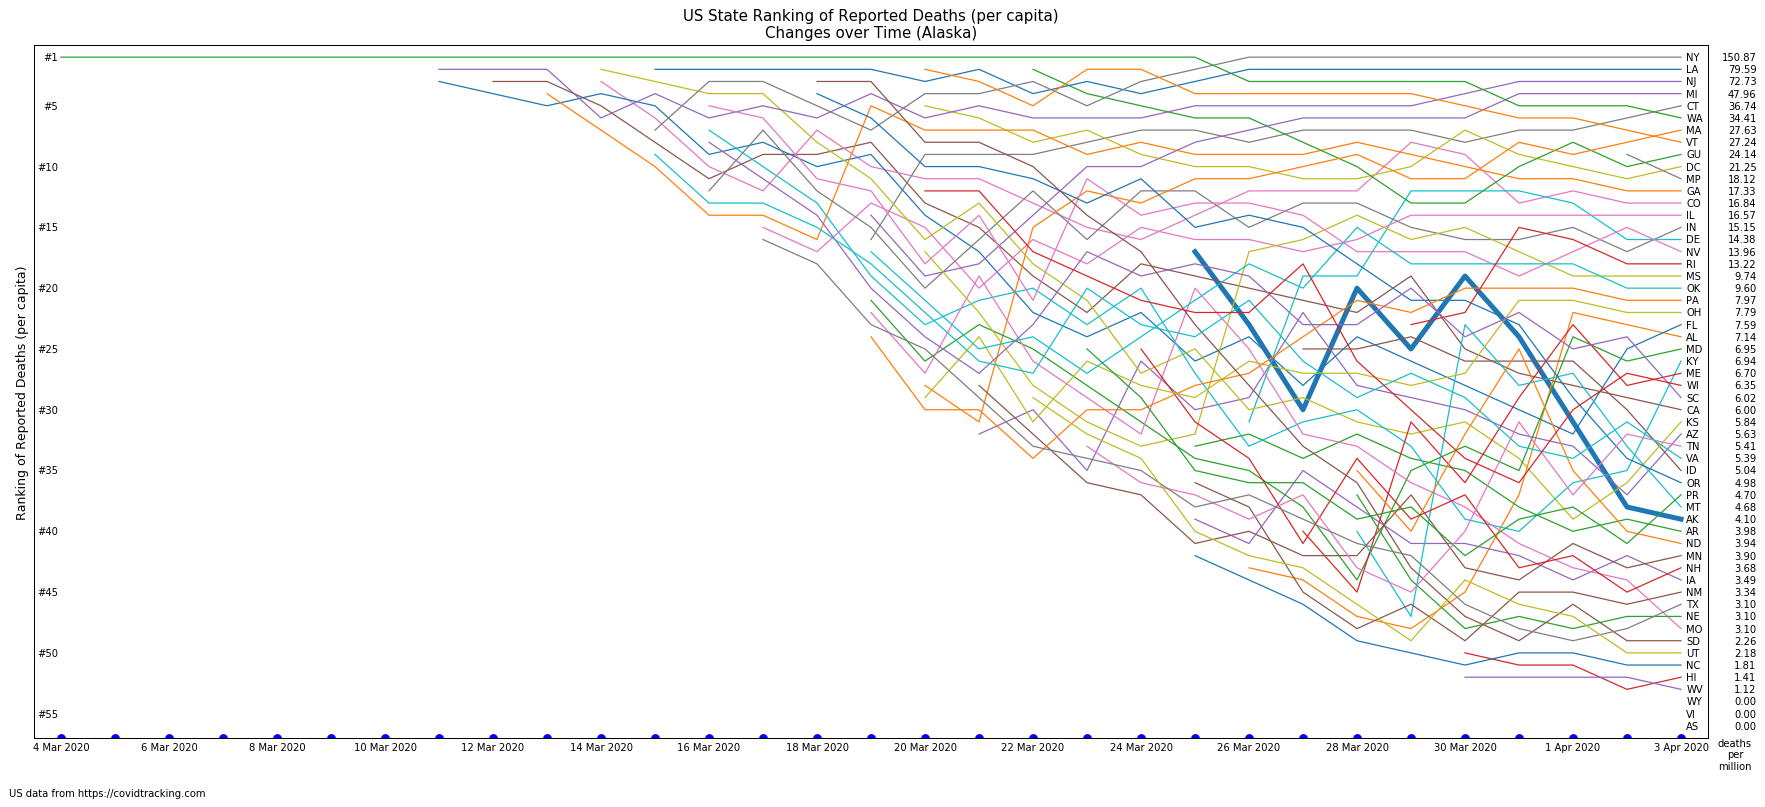 US State Ranking of Reported Deaths (per capita)
Changes over Time (Alaska)
Ranking of Reported Deaths (per capita)
#1
#5
#10
#15
#20
#25
#30
#35
#40
#45
#50
#55
NY 150.87
LA 79.59
NJ 72.73
MI 47.96
CT 36.74
WA 34.41
MA 27.63
VT 27.24
GU 24.14
DC 21.25
MP 18.12
GA 17.33
CO 16.84
IL 16.57
IN 15.15
DE 14.38
NV 13.96
RI 13.22
MS 9.74
OK 9.60
PA 7.97
OH 7.79
FL 7.59
AL 7.14
MD 6.95
KY 6.94
ME 6.70
WI 6.35
SC 6.02
CA 6.00
KS 5.84
AZ 5.63
TN 5.41
VA 5.39
ID 5.04
OR 4.98
PR 4.70
MT 4.68
AK 4.10
AR 3.98
ND 3.94
MN 3.90
NH 3.68
IA 3.49
NM 3.34
TX 3.10
NE 3.10
MO 3.10
SD 2.26
UT 2.18
NC 1.81
HI 1.41
WV 1.12
WY 0.00
VI 0.00
AS 0.00
4 Mar 2020 6 Mar 2020 8 Mar 2020 10 Mar 2020 12 Mar 2020 14 Mar 2020 16 Mar 2020 18 Mar 2020 20 Mar 2020 22 Mar 2020 24 Mar 2020 26 Mar 2020 28 Mar 2020 30 Mar 2020 1 Apr 2020 3 Apr 2020
deaths
per
million
US data from https://covidtracking.com